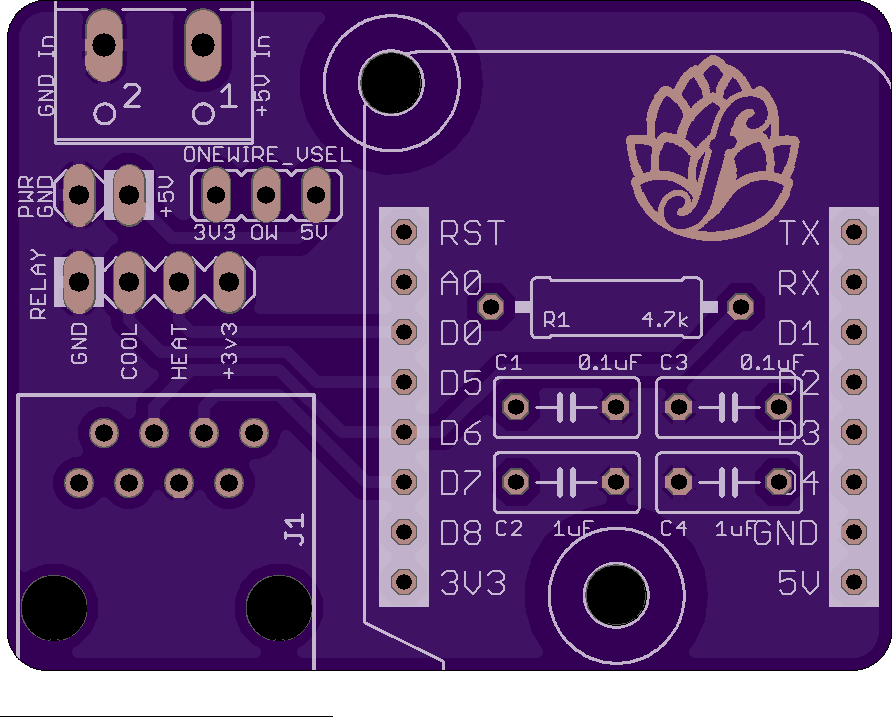 GND In
2
1
+5V In
ONEWIRE_VSEL
PWR
GND
+5V
3V3 OW 5V
RELAY
GND
COOL
HEAT
+3v3
J1
RST
A0
D0
D5
D6
D7
D8
3V3
R1 4.7k
C1 0.1uF
C3 0.1uF
C2 1uF
C4 1uF
TX
RX
D1
D2
D3
D4
GND
5V